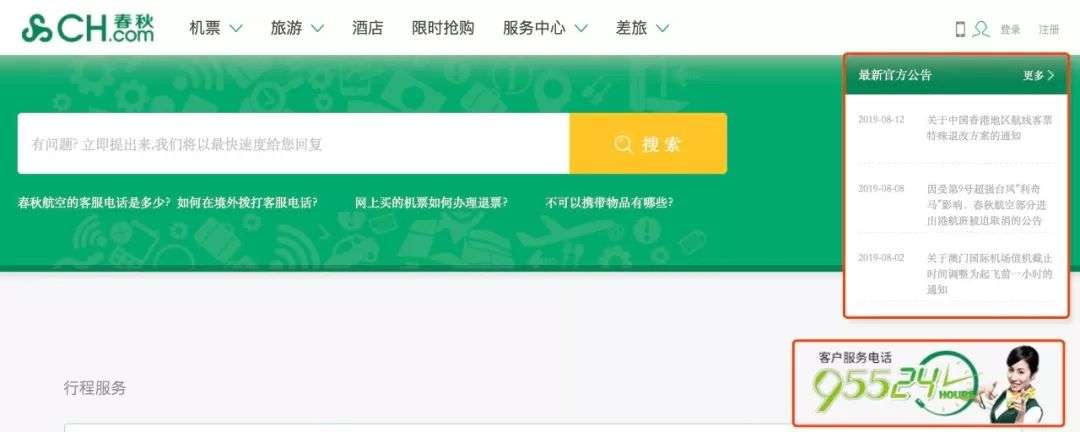 CH春秋.com
机票 旅游 酒店 限时抢购 服务中心 差旅 登录 注册
最新官方公告 更多
有问题? 立即提出来,我们将以最快速度给您回复 搜索
春秋航空的客服电话是多少? 如何在境外拨打客服电话? 网上买的机票如何办理退票? 不可以携带物品有哪些?
2019-08-12 关于中国香港地区航线客票
特殊退改方案的通知
2019-08-08 因受第9号超强台风"利奇
马"影响、春秋航空部分进
出港航班被迫取消的公告
2019-08-02 关于澳门国际机场值机截止
时间调整为起飞前一小时的
通知
客户服务电话
95524
HOURS
行程服务